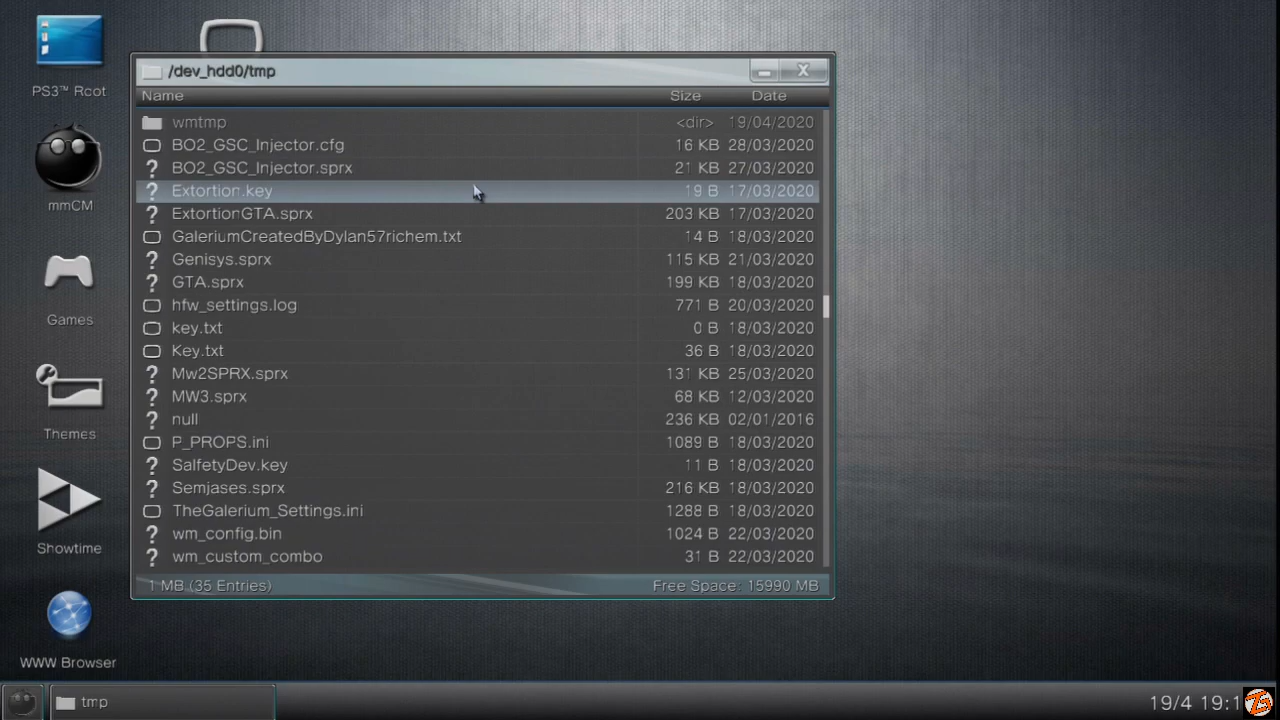 PS3™ Rcot
mmCM
Games
Themes
Showtime
WWW Browser
/dev_hdd0/tmp
X
Name Size Date
wmtmp <dir> 19/04/2020
BO2_GSC_Injector.cfg 16 KB 28/03/2020
BO2_GSC_Injector.sprx 21 KB 27/03/2020
Extortion.key 19 B 17/03/2020
ExtortionGTA.sprx 203 KB 17/03/2020
GaleriumCreatedByDylan57richem.txt 14 B 18/03/2020
Genisys.sprx 115 KB 21/03/2020
GTA.sprx 199 KB 18/03/2020
hfw_settings.log 771 B 20/03/2020
key.txt 0 B 18/03/2020
Key.txt 36 B 18/03/2020
Mw2SPRX.sprx 131 KB 25/03/2020
MW3.sprx 68 KB 12/03/2020
null 236 KB 02/01/2016
P_PROPS.ini 1089 B 18/03/2020
SalfetyDev.key 11 B 18/03/2020
Semjases.sprx 216 KB 18/03/2020
TheGalerium_Settings.ini 1288 B 18/03/2020
wm_config.bin 1024 B 22/03/2020
wm_custom_combo 31 B 22/03/2020
1 MB (35 Entries) Free Space: 15990 MB
tmp
19/4 19:1